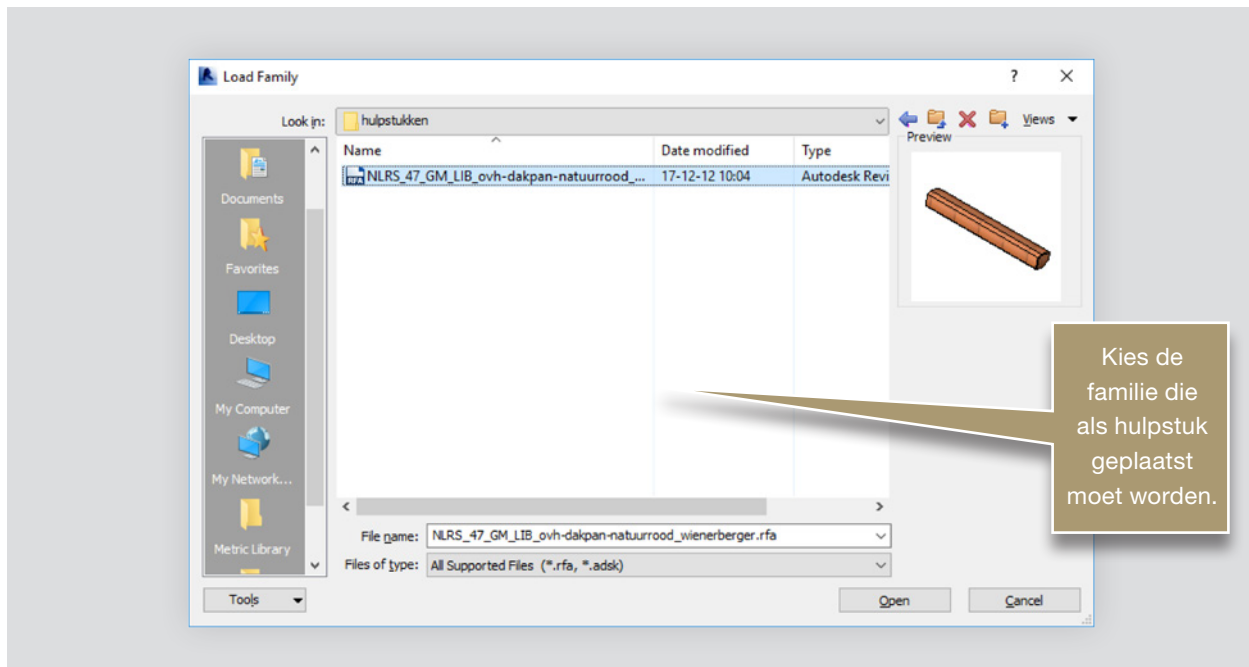 Load Family
Look in:
hulpstukken
Views
Preview
Name
Date modified
Type
NLRS_47_GM_LIB_ovh-dakpan-natuurrood_...
17-12-12 10:04
Autodesk Revi
Documents
Favorites
Desktop
My Computer
My Network...
Metric Library
Kies de
familie die
als hulpstuk
geplaatst
moet worden.
File name:
NLRS_47_GM_LIB_ovh-dakpan-natuurrood_wienerberger.rfa
Files of type:
All Supported Files (*.rfa, *.adsk)
Tools
Open
Cancel